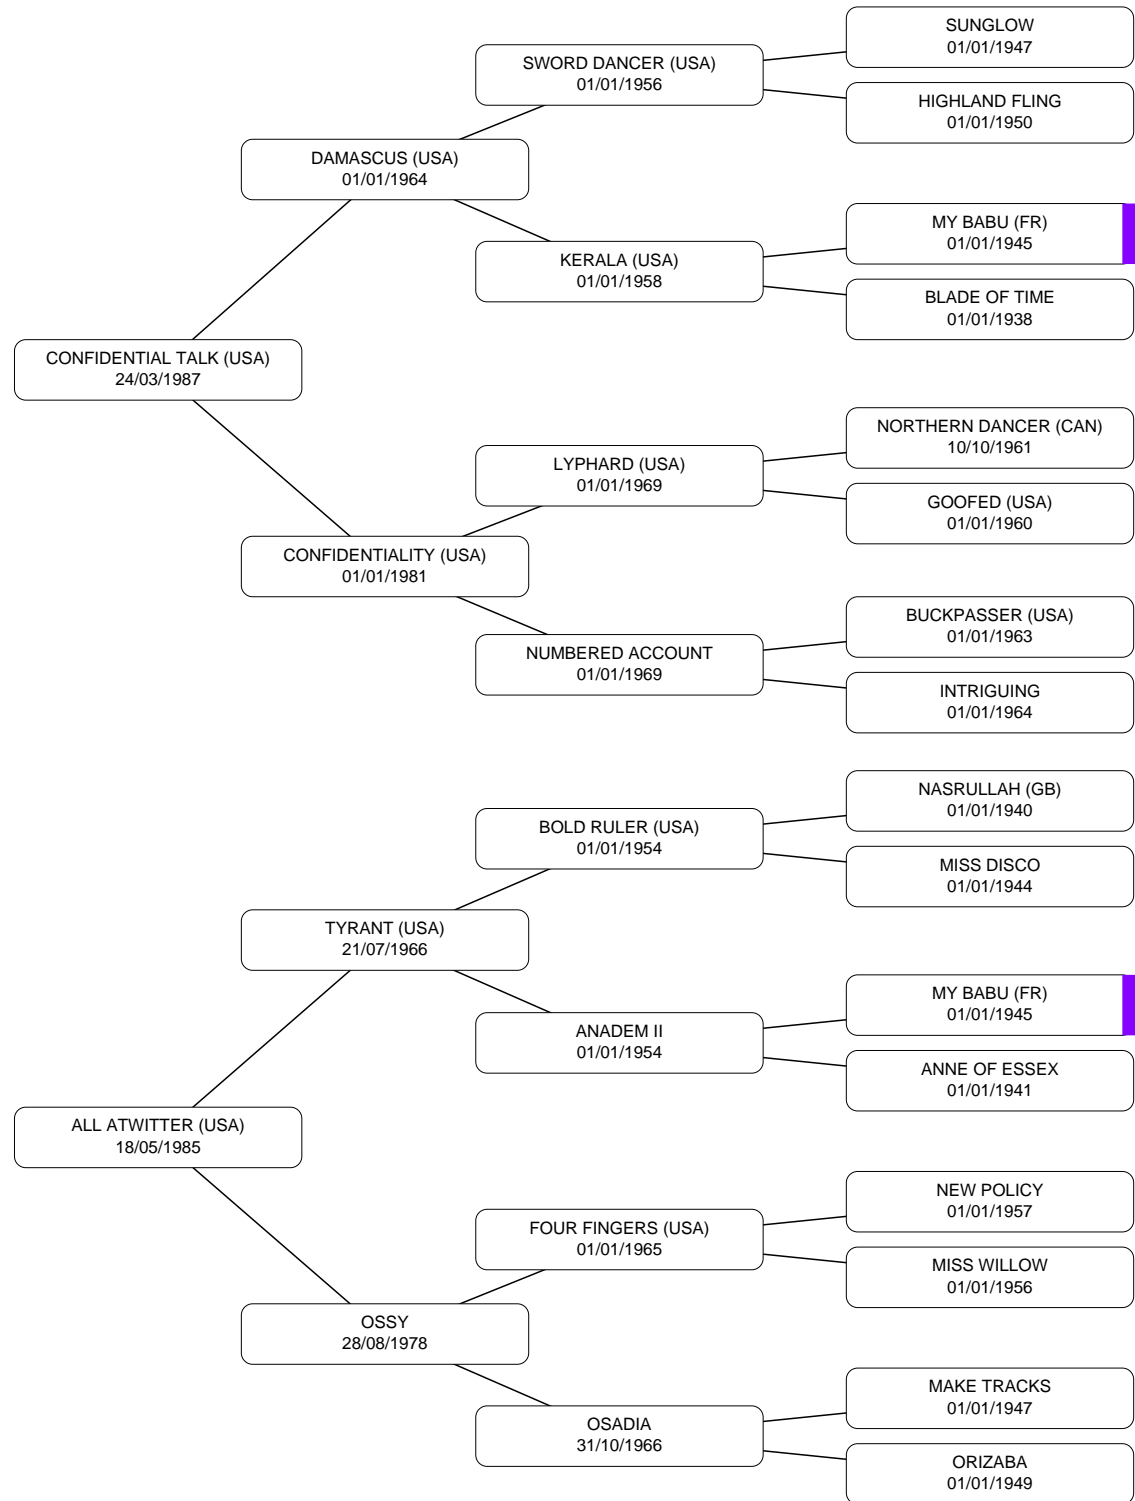 SUNGLOW
01/01/1947
SWORD DANCER (USA)
01/01/1956
HIGHLAND FLING
01/01/1950
DAMASCUS (USA)
01/01/1964
MY BABU (FR)
01/01/1945
KERALA (USA)
01/01/1958
BLADE OF TIME
01/01/1938
CONFIDENTIAL TALK (USA)
24/03/1987
NORTHERN DANCER (CAN)
10/10/1961
LYPHARD (USA)
01/01/1969
GOOFED (USA)
01/01/1960
CONFIDENTIALITY (USA)
01/01/1981
BUCKPASSER (USA)
01/01/1963
NUMBERED ACCOUNT
01/01/1969
INTRIGUING
01/01/1964
NASRULLAH (GB)
01/01/1940
BOLD RULER (USA)
01/01/1954
MISS DISCO
01/01/1944
TYRANT (USA)
21/07/1966
MY BABU (FR)
01/01/1945
ANADEM II
01/01/1954
ANNE OF ESSEX
01/01/1941
ALL ATWITTER (USA)
18/05/1985
NEW POLICY
01/01/1957
FOUR FINGERS (USA)
01/01/1965
MISS WILLOW
01/01/1956
OSSY
28/08/1978
MAKE TRACKS
01/01/1947
OSADIA
31/10/1966
ORIZABA
01/01/1949